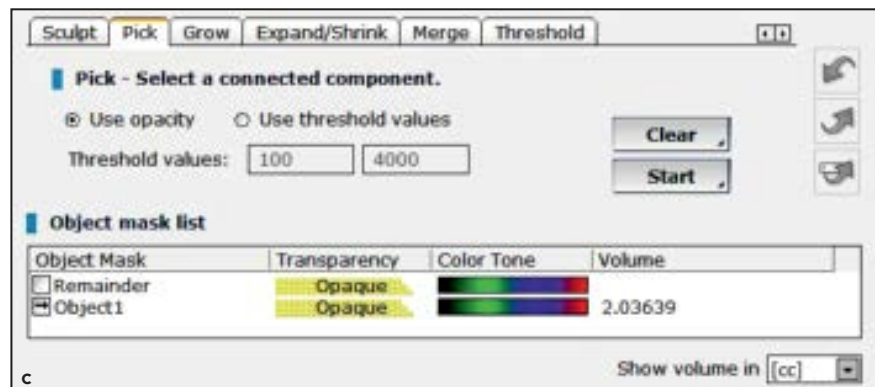 Sculpt Pick Grow Expand/Shrink Merge Threshold
Pick - Select a connected component.
Use opacity Use threshold values
Clear
Threshold values: 100 4000
Start
Object mask list
Object Mask Transparency Color Tone Volume
Remainder Opaque
Object1 Opaque 2.03639
Show volume in [cc]
c